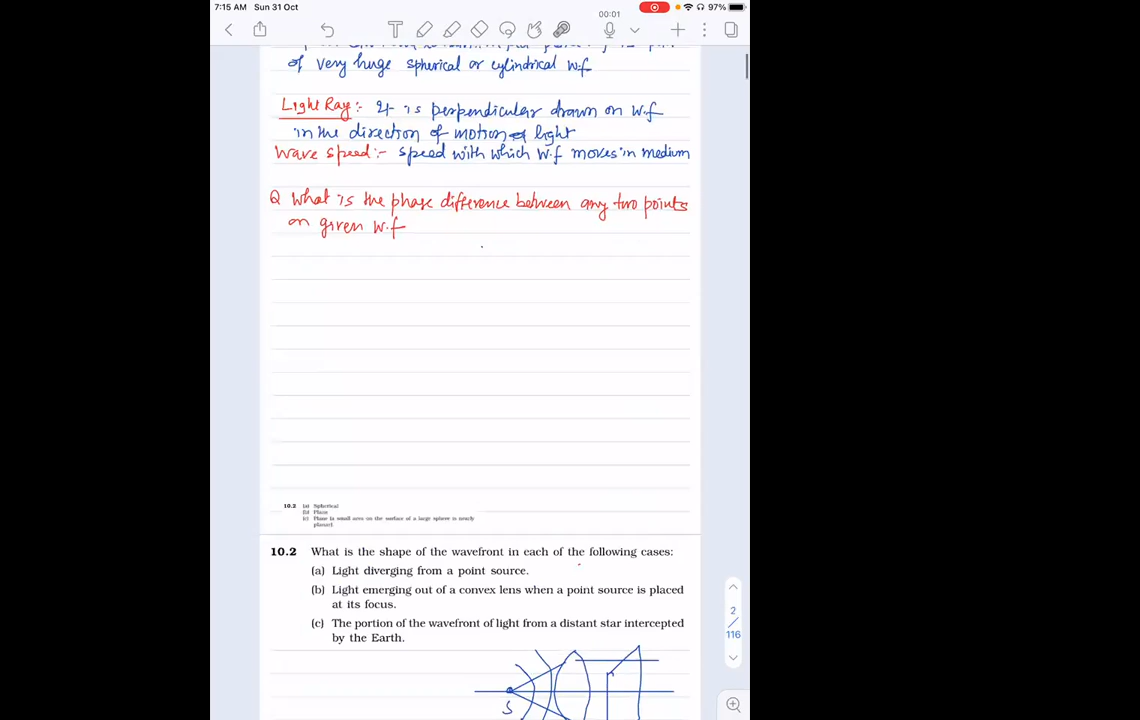 7:15 AM Sun 31 Oct
00:01
97%
of very huge spherical or cylindrical w.f
Light Ray:- It is perpendicular drawn on w.f
in the direction of motion of light
Wave speed:- speed with which w.f moves in medium
Q What is the phase difference between any two points
on given w.f
10.2 (a) Spherical
(b) Plane
(c) Plane (a small area on the surface of a large sphere is nearly
planar).
10.2 What is the shape of the wavefront in each of the following cases:
(a) Light diverging from a point source.
(b) Light emerging out of a convex lens when a point source is placed
at its focus.
(c) The portion of the wavefront of light from a distant star intercepted
by the Earth.
S
2
/
116